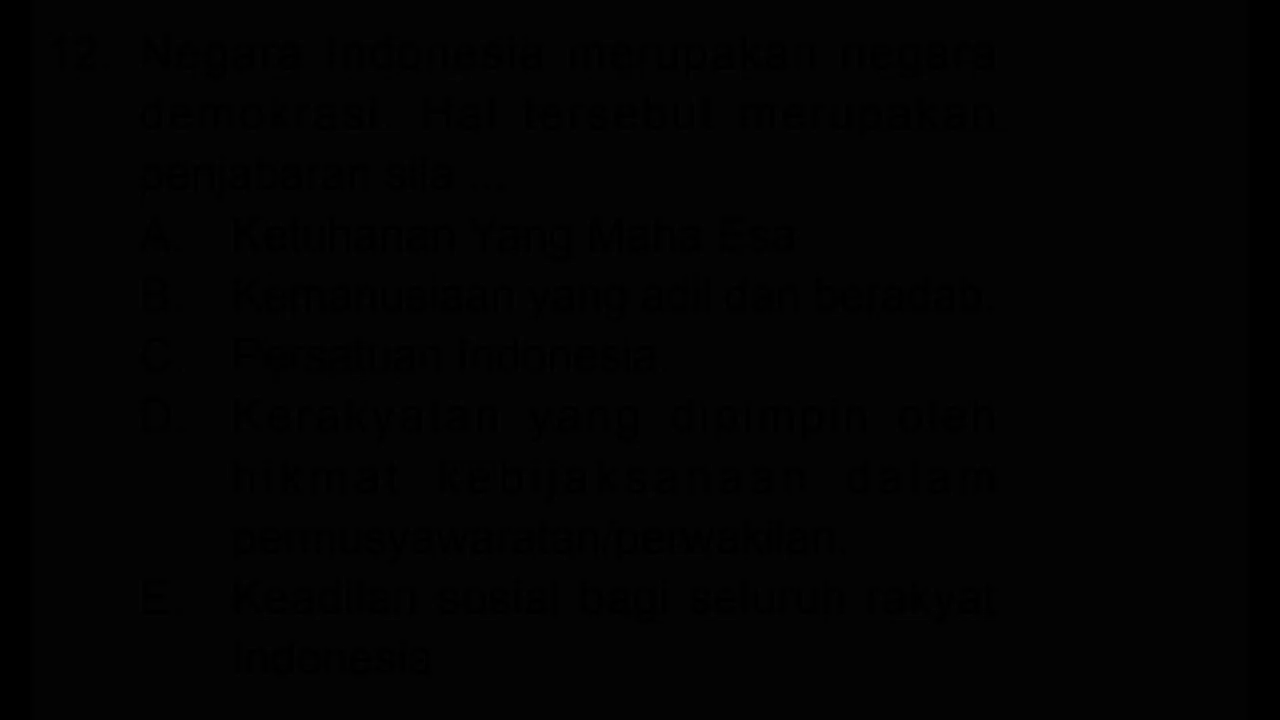 12 Negara Indonesia merupakan negara
demokrasi. Hal tersebut merupakan
penjabaran sila ...
A. Ketuhanan Yang Maha Esa
B. Kemanusiaan yang adil dan beradab.
C. Persatuan Indonesia
D. Kerakyatan yang dipimpin oleh
hikmat kebijaksanaan dalam
permusyawaratan/perwakilan.
E. Keadilan sosial bagi seluruh rakyat
Indonesia